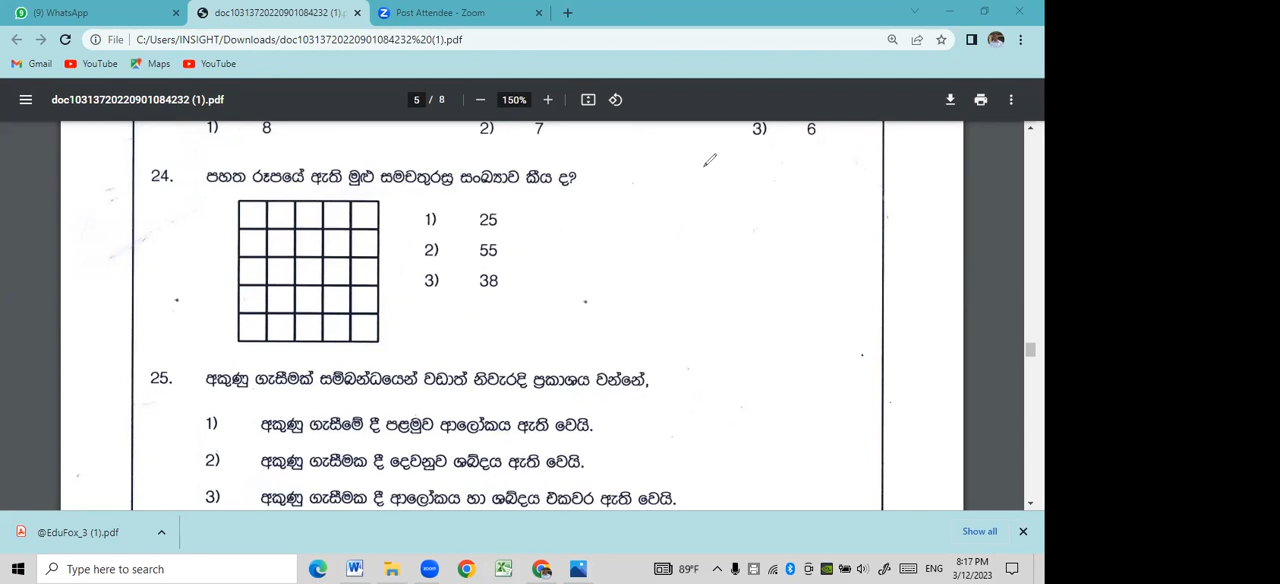 (9) WhatsApp
doc10313720220901084232 (1).p
Post Attendee - Zoom
File
C:/Users/INSIGHT/Downloads/doc10313720220901084232%20(1).pdf
Gmail
YouTube
Maps
YouTube
doc10313720220901084232 (1).pdf
5 / 8
150%
1) 8 2) 7 3) 6
24. පහත රූපයේ ඇති මුළු සමචතුරස්‍ර සංඛ්‍යාව කීය ද?
1) 25
2) 55
3) 38
25. අකුණු ගැසීමක් සම්බන්ධයෙන් වඩාත් නිවැරදි ප්‍රකාශය වන්නේ,
1) අකුණු ගැසීමේ දී පළමුව ආලෝකය ඇති වෙයි.
2) අකුණු ගැසීමක දී දෙවනුව ශබ්දය ඇති වෙයි.
3) අකුණු ගැසීමක දී ආලෝකය හා ශබ්දය එකවර ඇති වෙයි.
@EduFox_3 (1).pdf
Show all
Type here to search
89°F
ENG
8:17 PM
3/12/2023